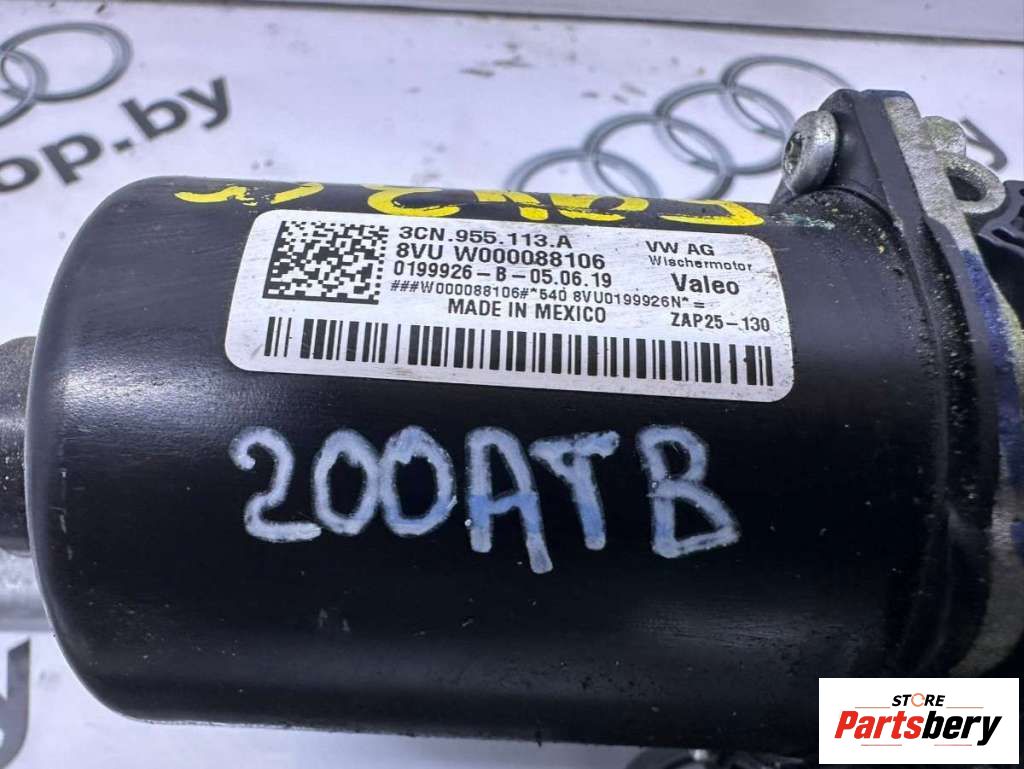 op.by
3CN.955.113.A
8VU W000088106
0199926-B-05.06.19
###W000088106#*540 8VU0199926N*=
MADE IN MEXICO
VW AG
Wischermotor
Valeo
ZAP25-130
200ATB
STORE
Partsbery